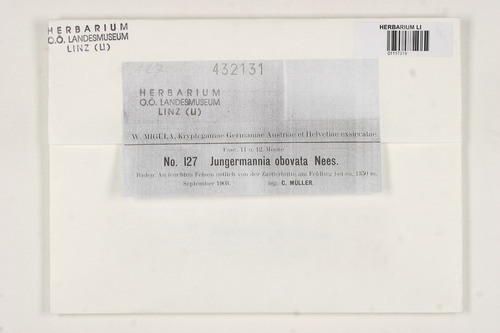 HERBARIUM
O.Ö. LANDESMUSEUM
LINZ (LI)
HERBARIUM LI
432131
HERBARIUM
O.Ö. LANDESMUSEUM
LINZ (LI)
W. MIGULA, Kryptogamae Germaniae Austriae et Helvetiae exsiccatae.
Fasc. 11 u. 12. Moose
No. 127 Jungermannia obovata Nees.
Baden: An feuchten Felsen östlich von der Zastlerhütte am Feldberg bei ca. 1350 m.
September 1903. leg. C. MÜLLER.